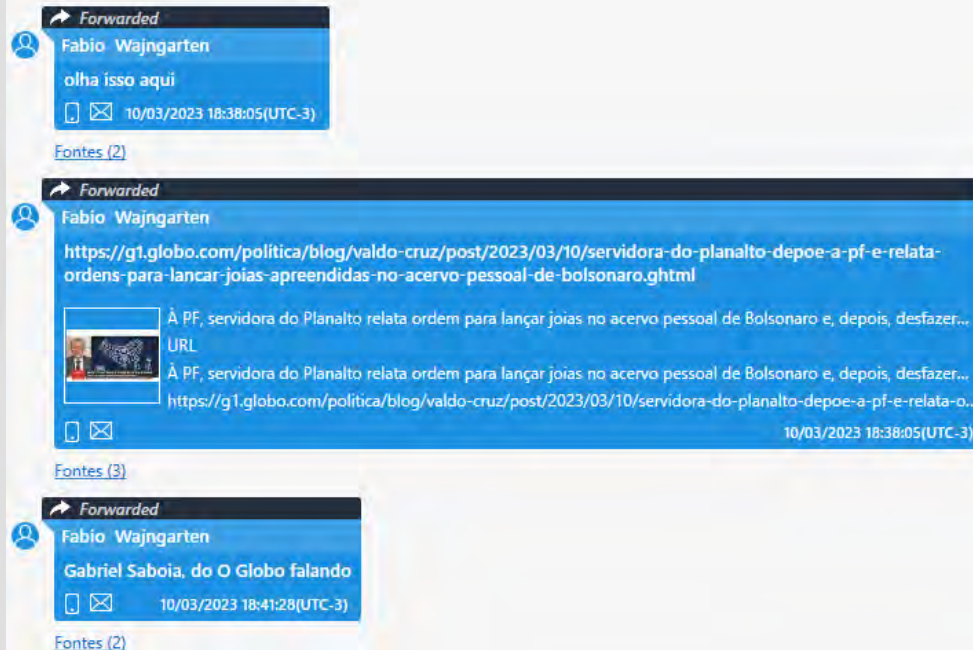 Forwarded
Fabio Wajngarten
olha isso aqui
10/03/2023 18:38:05(UTC-3)
Fontes (2)
Forwarded
Fabio Wajngarten
https://g1.globo.com/politica/blog/valdo-cruz/post/2023/03/10/servidora-do-planalto-depoe-a-pf-e-relata-
ordens-para-lancar-joias-apreendidas-no-acervo-pessoal-de-bolsonaro.ghtml
À PF, servidora do Planalto relata ordem para lançar joias no acervo pessoal de Bolsonaro e, depois, desfazer...
URL
À PF, servidora do Planalto relata ordem para lançar joias no acervo pessoal de Bolsonaro e, depois, desfazer...
https://g1.globo.com/politica/blog/valdo-cruz/post/2023/03/10/servidora-do-planalto-depoe-a-pf-e-relata-o...
10/03/2023 18:38:05(UTC-3)
Fontes (3)
Forwarded
Fabio Wajngarten
Gabriel Saboia, do O Globo falando
10/03/2023 18:41:28(UTC-3)
Fontes (2)